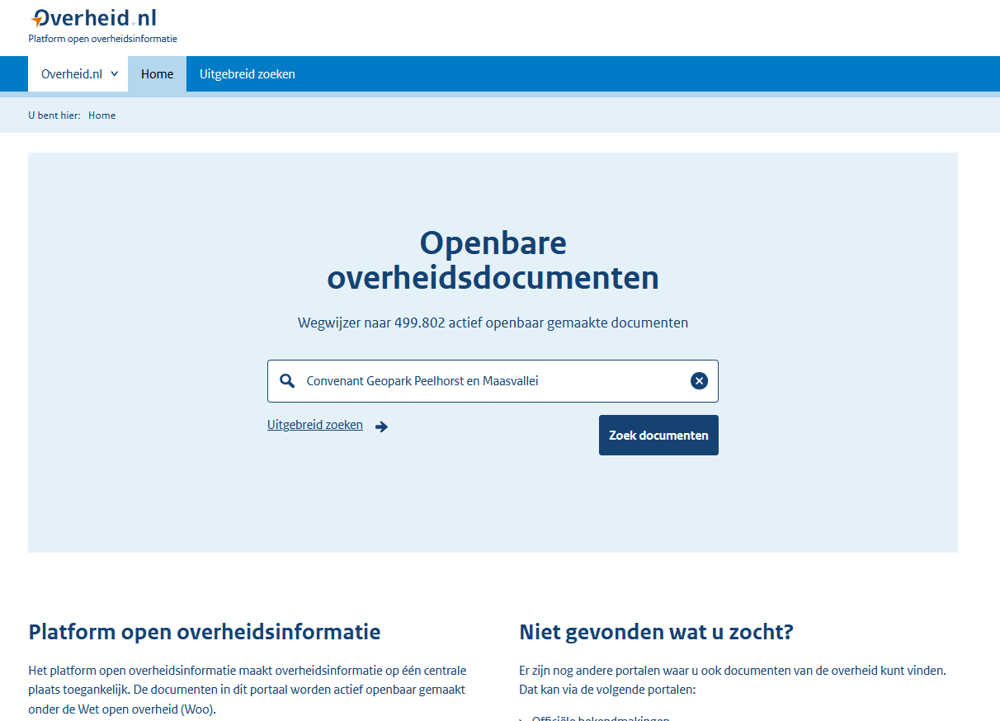 Overheid.nl
Platform open overheidsinformatie
Overheid.nl Home Uitgebreid zoeken
U bent hier: Home
Openbare
overheidsdocumenten
Wegwijzer naar 499.802 actief openbaar gemaakte documenten
Convenant Geopark Peelhorst en Maasvallei
Uitgebreid zoeken
Zoek documenten
Platform open overheidsinformatie
Het platform open overheidsinformatie maakt overheidsinformatie op één centrale
plaats toegankelijk. De documenten in dit portaal worden actief openbaar gemaakt
onder de Wet open overheid (Woo).
Niet gevonden wat u zocht?
Er zijn nog andere portalen waar u ook documenten van de overheid kunt vinden.
Dat kan via de volgende portalen:
Officiële bekendmakingen